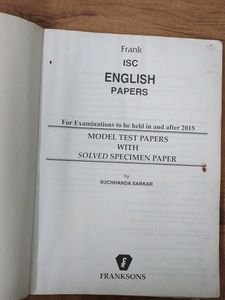 Frank
ISC
ENGLISH
PAPERS
For Examinations to be held in and after 2015
MODEL TEST PAPERS
WITH
SOLVED SPECIMEN PAPER
by
SUCHHANDA SARKAR
FRANKSONS